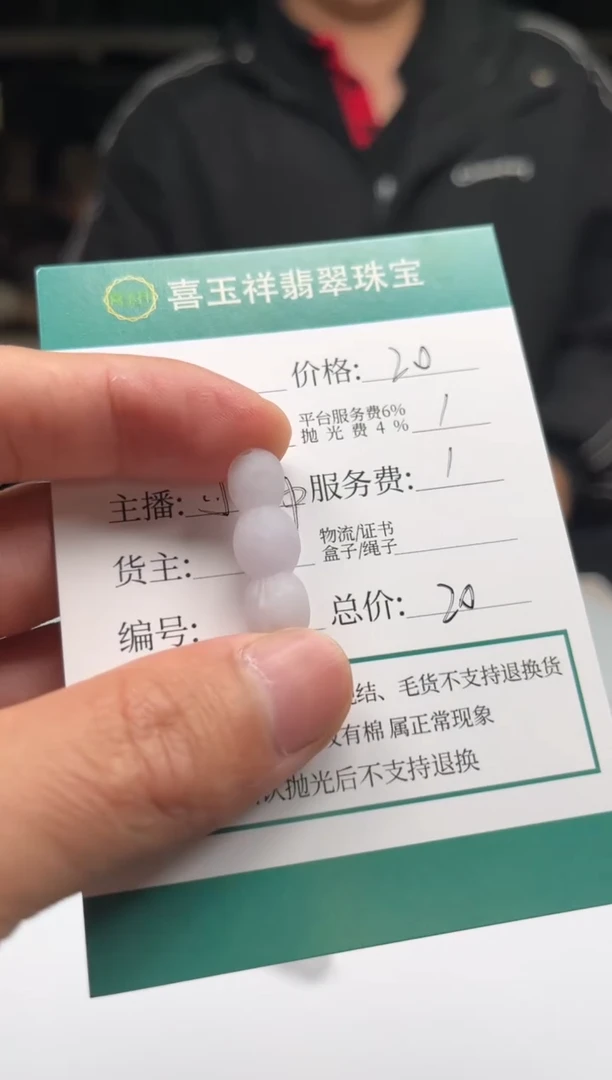 喜玉祥翡翠珠宝
价格: 20
平台服务费6%
抛光费4% /
主播:
服务费: /
货主:
物流/证书
盒子/绳子
编号:
总价: 20
结、毛货不支持退换货
有棉 属正常现象
抛光后不支持退换